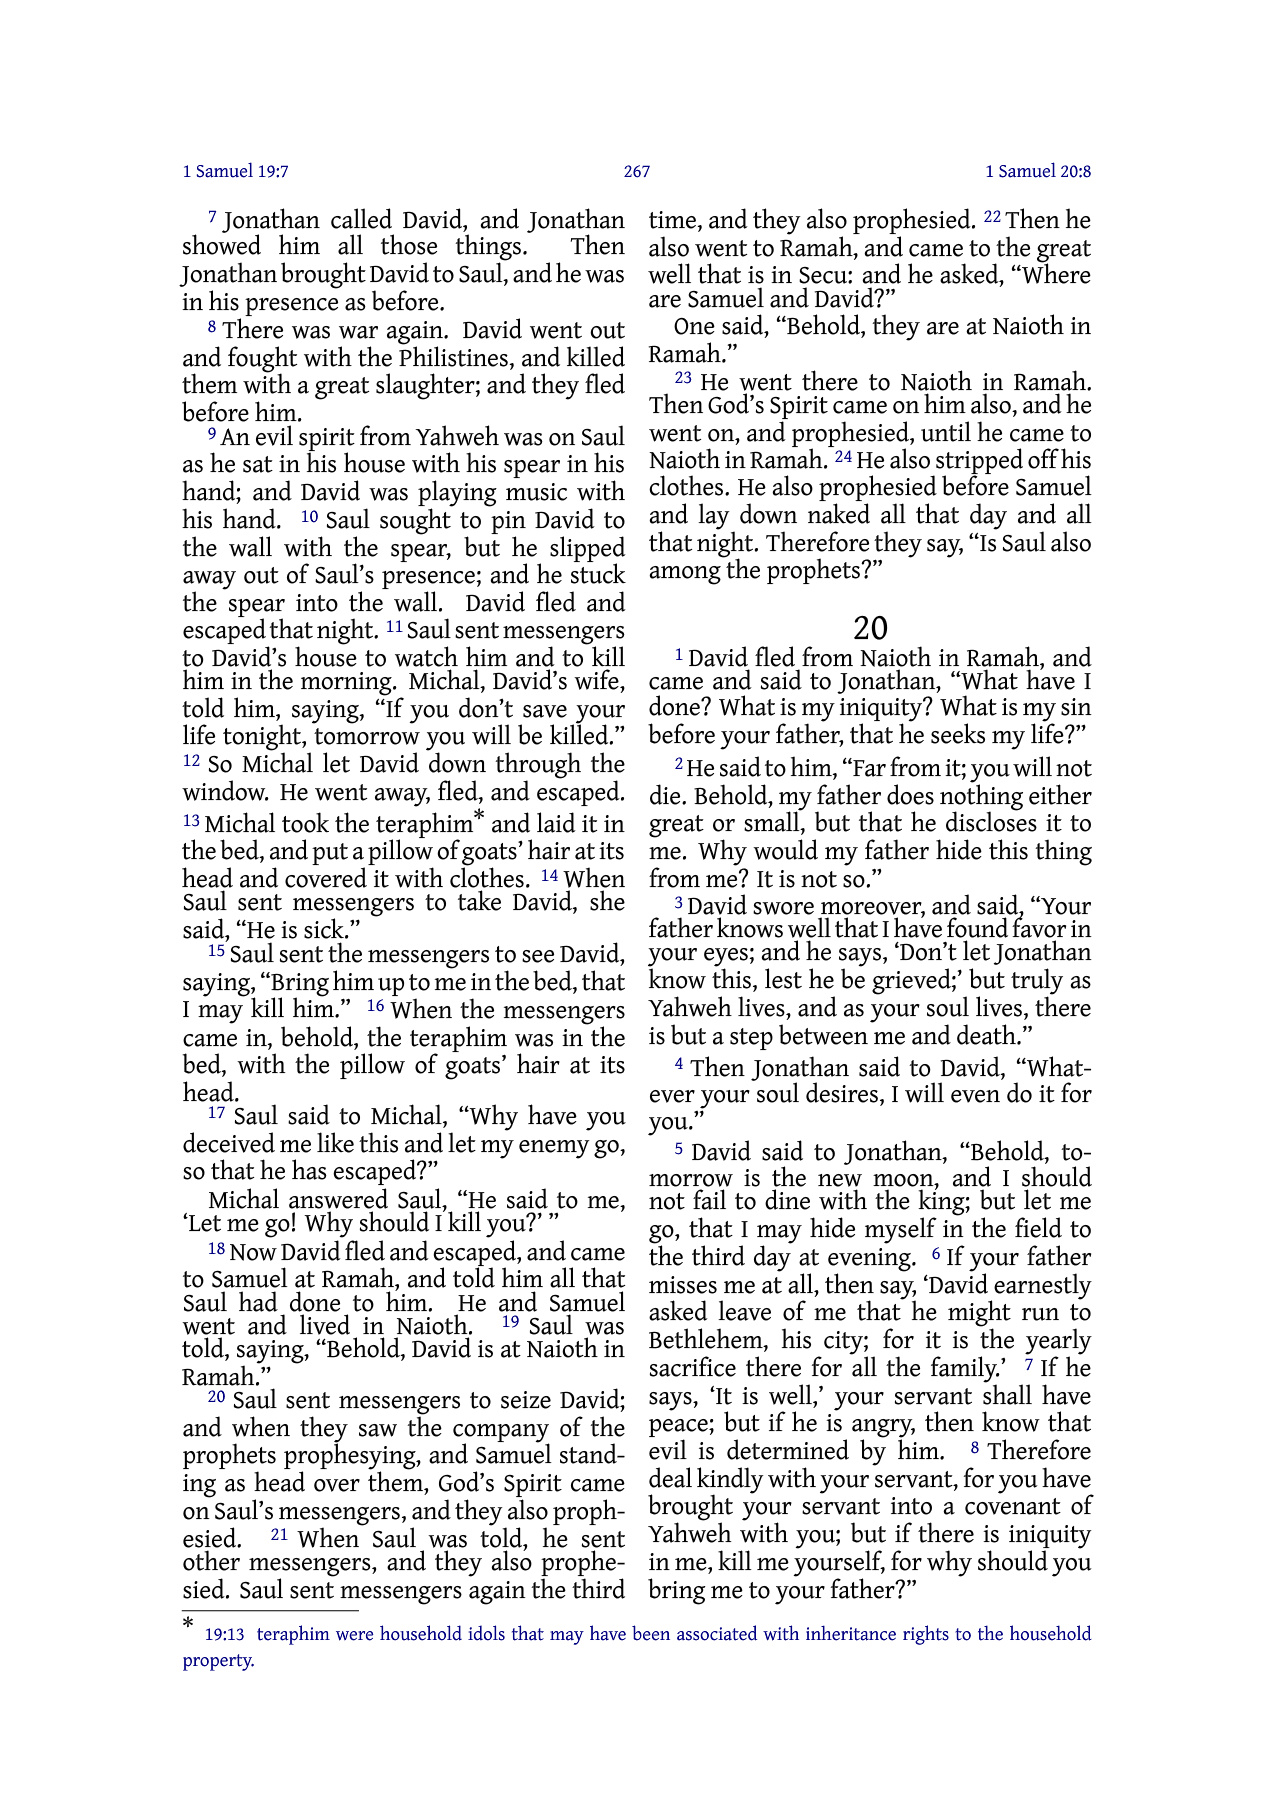 1 Samuel 19:7 267 1 Samuel 20:8
7 Jonathan called David, and Jonathan
showed him all those things. Then
Jonathan brought David to Saul, and he was
in his presence as before.
8 There was war again. David went out
and fought with the Philistines, and killed
them with a great slaughter; and they fled
before him.
9 An evil spirit from Yahweh was on Saul
as he sat in his house with his spear in his
hand; and David was playing music with
his hand. 10 Saul sought to pin David to
the wall with the spear, but he slipped
away out of Saul’s presence; and he stuck
the spear into the wall. David fled and
escaped that night. 11 Saul sent messengers
to David’s house to watch him and to kill
him in the morning. Michal, David’s wife,
told him, saying, “If you don’t save your
life tonight, tomorrow you will be killed.”
12 So Michal let David down through the
window. He went away, fled, and escaped.
13 Michal took the teraphim* and laid it in
the bed, and put a pillow of goats’ hair at its
head and covered it with clothes. 14 When
Saul sent messengers to take David, she
said, “He is sick.”
15 Saul sent the messengers to see David,
saying, “Bring him up to me in the bed, that
I may kill him.” 16 When the messengers
came in, behold, the teraphim was in the
bed, with the pillow of goats’ hair at its
head.
17 Saul said to Michal, “Why have you
deceived me like this and let my enemy go,
so that he has escaped?”
Michal answered Saul, “He said to me,
‘Let me go! Why should I kill you?’ ”
18 Now David fled and escaped, and came
to Samuel at Ramah, and told him all that
Saul had done to him. He and Samuel
went and lived in Naioth. 19 Saul was
told, saying, “Behold, David is at Naioth in
Ramah.”
20 Saul sent messengers to seize David;
and when they saw the company of the
prophets prophesying, and Samuel stand-
ing as head over them, God’s Spirit came
on Saul’s messengers, and they also proph-
esied. 21 When Saul was told, he sent
other messengers, and they also prophe-
sied. Saul sent messengers again the third
time, and they also prophesied. 22 Then he
also went to Ramah, and came to the great
well that is in Secu: and he asked, “Where
are Samuel and David?”
One said, “Behold, they are at Naioth in
Ramah.”
23 He went there to Naioth in Ramah.
Then God’s Spirit came on him also, and he
went on, and prophesied, until he came to
Naioth in Ramah. 24 He also stripped off his
clothes. He also prophesied before Samuel
and lay down naked all that day and all
that night. Therefore they say, “Is Saul also
among the prophets?”
20
1 David fled from Naioth in Ramah, and
came and said to Jonathan, “What have I
done? What is my iniquity? What is my sin
before your father, that he seeks my life?”
2 He said to him, “Far from it; you will not
die. Behold, my father does nothing either
great or small, but that he discloses it to
me. Why would my father hide this thing
from me? It is not so.”
3 David swore moreover, and said, “Your
father knows well that I have found favor in
your eyes; and he says, ‘Don’t let Jonathan
know this, lest he be grieved;’ but truly as
Yahweh lives, and as your soul lives, there
is but a step between me and death.”
4 Then Jonathan said to David, “What-
ever your soul desires, I will even do it for
you.”
5 David said to Jonathan, “Behold, to-
morrow is the new moon, and I should
not fail to dine with the king; but let me
go, that I may hide myself in the field to
the third day at evening. 6 If your father
misses me at all, then say, ‘David earnestly
asked leave of me that he might run to
Bethlehem, his city; for it is the yearly
sacrifice there for all the family.’ 7 If he
says, ‘It is well,’ your servant shall have
peace; but if he is angry, then know that
evil is determined by him. 8 Therefore
deal kindly with your servant, for you have
brought your servant into a covenant of
Yahweh with you; but if there is iniquity
in me, kill me yourself, for why should you
bring me to your father?”
* 19:13 teraphim were household idols that may have been associated with inheritance rights to the household
property.